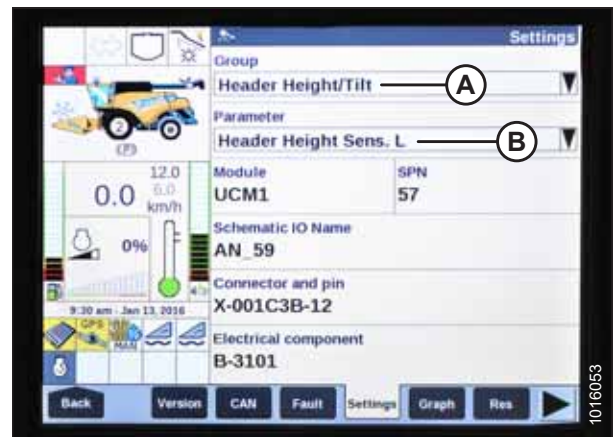 Settings
Group
Header Height/Tilt
A
Parameter
Header Height Sens. L
B
2
(P)
Module
SPN
UCM1
57
12.0
6.0
0.0
km/h
Schematic IO Name
AN_59
0%
Connector and pin
X-001C3B-12
9:30 am - Jan 13, 2016
GPS
MAN
Electrical component
B-3101
Back
Version
CAN
Fault
Settings
Graph
Res
1016053